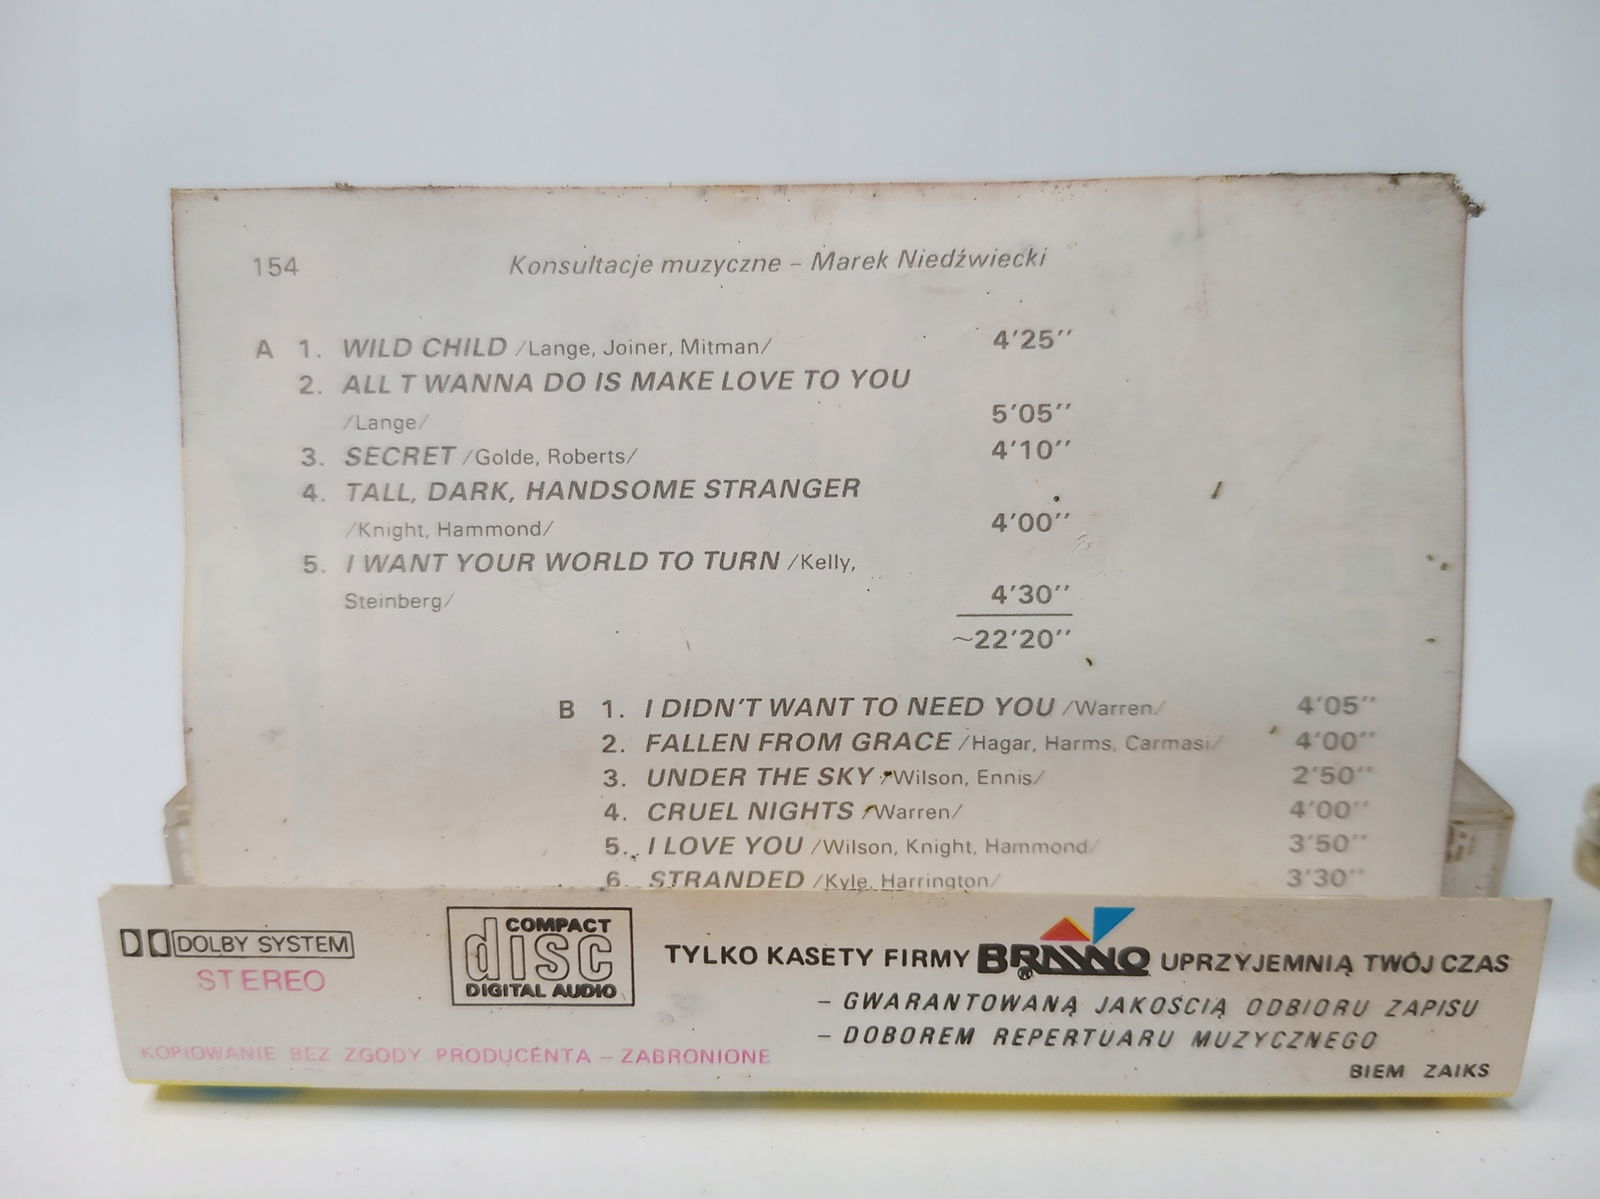 154 Konsultacje muzyczne – Marek Niedźwiecki
A 1. WILD CHILD /Lange, Joiner, Mitman/ 4'25''
2. ALL T WANNA DO IS MAKE LOVE TO YOU
/Lange/ 5'05''
3. SECRET /Golde, Roberts/ 4'10''
4. TALL, DARK, HANDSOME STRANGER
/Knight, Hammond/ 4'00''
5. I WANT YOUR WORLD TO TURN /Kelly,
Steinberg/ 4'30''
~22'20''
B 1. I DIDN'T WANT TO NEED YOU /Warren/ 4'05''
2. FALLEN FROM GRACE /Hagar, Harms, Carmasi/ 4'00''
3. UNDER THE SKY /Wilson, Ennis/ 2'50''
4. CRUEL NIGHTS /Warren/ 4'00''
5. I LOVE YOU /Wilson, Knight, Hammond/ 3'50''
6. STRANDED /Kyle, Harrington/ 3'30''
DOLBY SYSTEM
STEREO
COMPACT
disc
DIGITAL AUDIO
TYLKO KASETY FIRMY BRAWO ® UPRZYJEMNIĄ TWÓJ CZAS
– GWARANTOWANĄ JAKOŚCIĄ ODBIORU ZAPISU
– DOBOREM REPERTUARU MUZYCZNEGO
KOPIOWANIE BEZ ZGODY PRODUCENTA – ZABRONIONE
BIEM ZAIKS